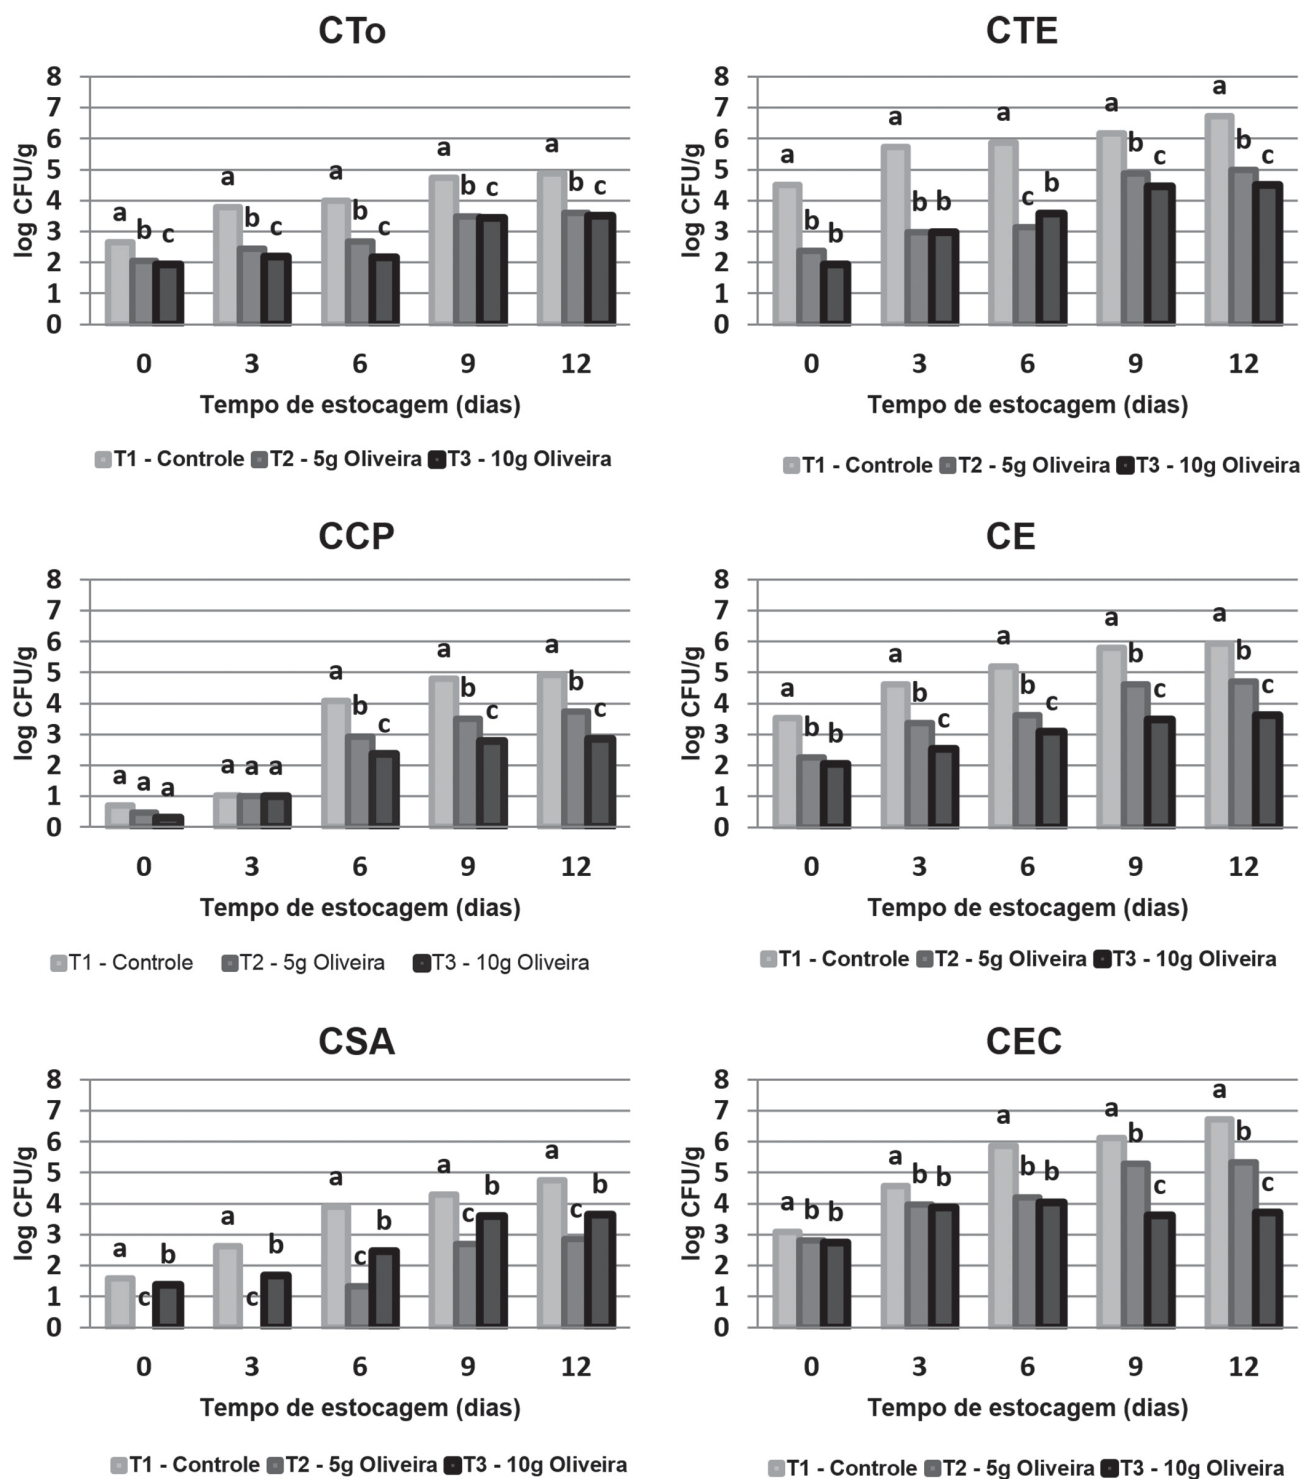 CTo
8
7
6
5
4
3
2
1
0
log CFU/g
a b c
a b c
a b c
a b c
a b c
0 3 6 9 12
Tempo de estocagem (dias)
T1 - Controle T2 - 5g Oliveira T3 - 10g Oliveira
CTE
8
7
6
5
4
3
2
1
0
log CFU/g
a b b
a b b
a c b
a b c
a b c
0 3 6 9 12
Tempo de estocagem (dias)
T1 - Controle T2 - 5g Oliveira T3 - 10g Oliveira
CCP
8
7
6
5
4
3
2
1
0
log CFU/g
a a a
a a a
a b c
a b c
a b c
0 3 6 9 12
Tempo de estocagem (dias)
T1 - Controle T2 - 5g Oliveira T3 - 10g Oliveira
CE
8
7
6
5
4
3
2
1
0
log CFU/g
a b b
a b c
a b c
a b c
a b c
0 3 6 9 12
Tempo de estocagem (dias)
T1 - Controle T2 - 5g Oliveira T3 - 10g Oliveira
CSA
8
7
6
5
4
3
2
1
0
log CFU/g
a c b
a c b
a c b
a c b
a c b
0 3 6 9 12
Tempo de estocagem (dias)
T1 - Controle T2 - 5g Oliveira T3 - 10g Oliveira
CEC
8
7
6
5
4
3
2
1
0
log CFU/g
a b b
a b b
a b b
a b c
a b c
0 3 6 9 12
Tempo de estocagem (dias)
T1 - Controle T2 - 5g Oliveira T3 - 10g Oliveira